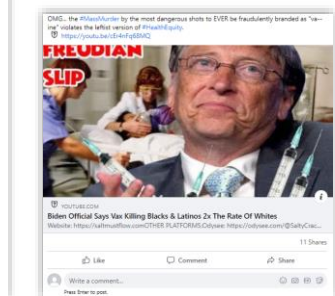 OMG... the #MassMurder by the most dangerous shots to EVER be fraudulently branded as "va--
ine" violates the leftist version of #HealthEquity.
https://youtu.be/cEr4nFq68MQ
FREUDIAN
SLIP
YOUTUBE.COM
Biden Official Says Vax Killing Blacks & Latinos 2x The Rate Of Whites
Website: https://saltmustflow.comOTHER PLATFORMS:Odysee: https://odysee.com/@SaltyCrac...
11 Shares
Like Comment Share
Write a comment...
Press Enter to post.